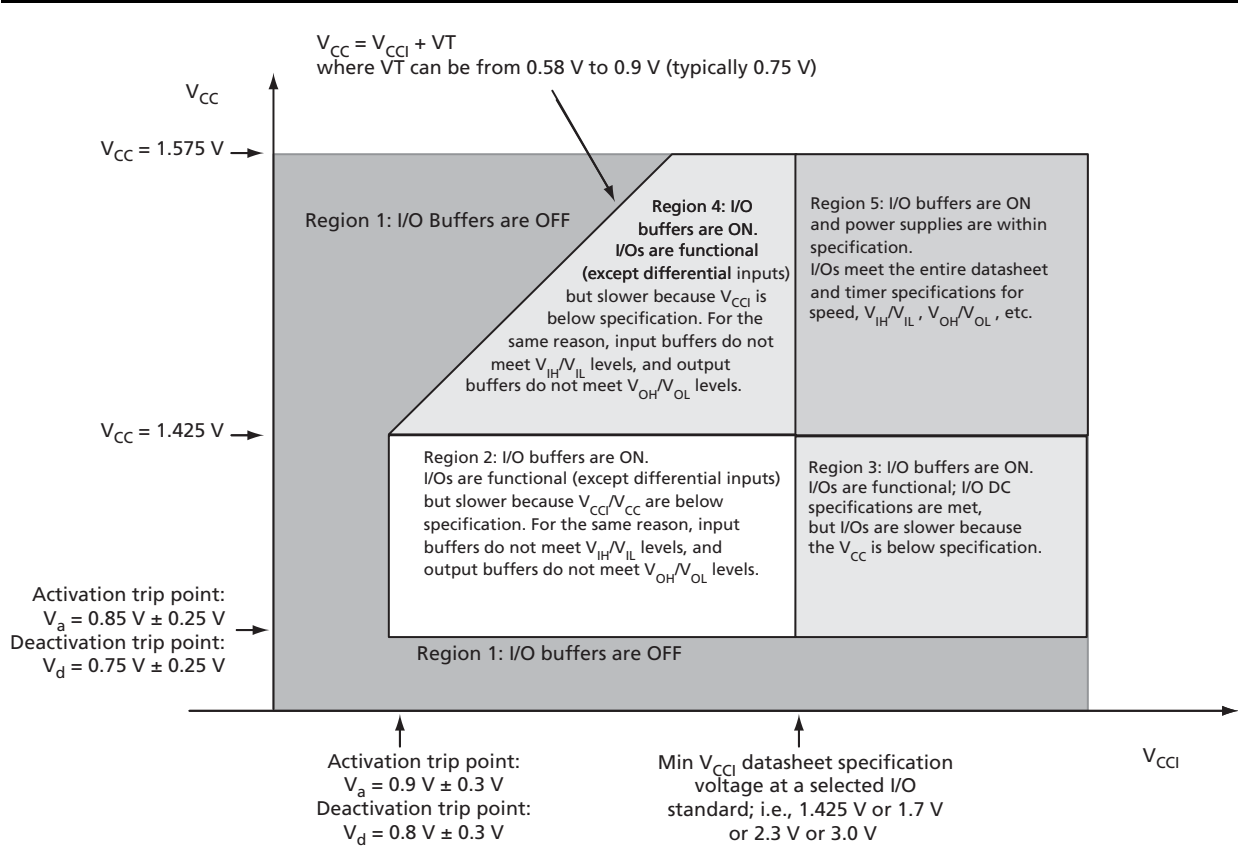 V_CC = V_CCI + VT
where VT can be from 0.58 V to 0.9 V (typically 0.75 V)
V_CC
V_CC = 1.575 V
Region 1: I/O Buffers are OFF
Region 4: I/O
buffers are ON.
I/Os are functional
(except differential inputs)
but slower because V_CCI is
below specification. For the
same reason, input buffers do not
meet V_IH/V_IL levels, and output
buffers do not meet V_OH/V_OL levels.
Region 5: I/O buffers are ON
and power supplies are within
specification.
I/Os meet the entire datasheet
and timer specifications for
speed, V_IH/V_IL , V_OH/V_OL , etc.
V_CC = 1.425 V
Region 2: I/O buffers are ON.
I/Os are functional (except differential inputs)
but slower because V_CCI/V_CC are below
specification. For the same reason, input
buffers do not meet V_IH/V_IL levels, and
output buffers do not meet V_OH/V_OL levels.
Region 3: I/O buffers are ON.
I/Os are functional; I/O DC
specifications are met,
but I/Os are slower because
the V_CC is below specification.
Activation trip point:
V_a = 0.85 V ± 0.25 V
Deactivation trip point:
V_d = 0.75 V ± 0.25 V
Region 1: I/O buffers are OFF
Activation trip point:
V_a = 0.9 V ± 0.3 V
Deactivation trip point:
V_d = 0.8 V ± 0.3 V
Min V_CCI datasheet specification
voltage at a selected I/O
standard; i.e., 1.425 V or 1.7 V
or 2.3 V or 3.0 V
V_CCI